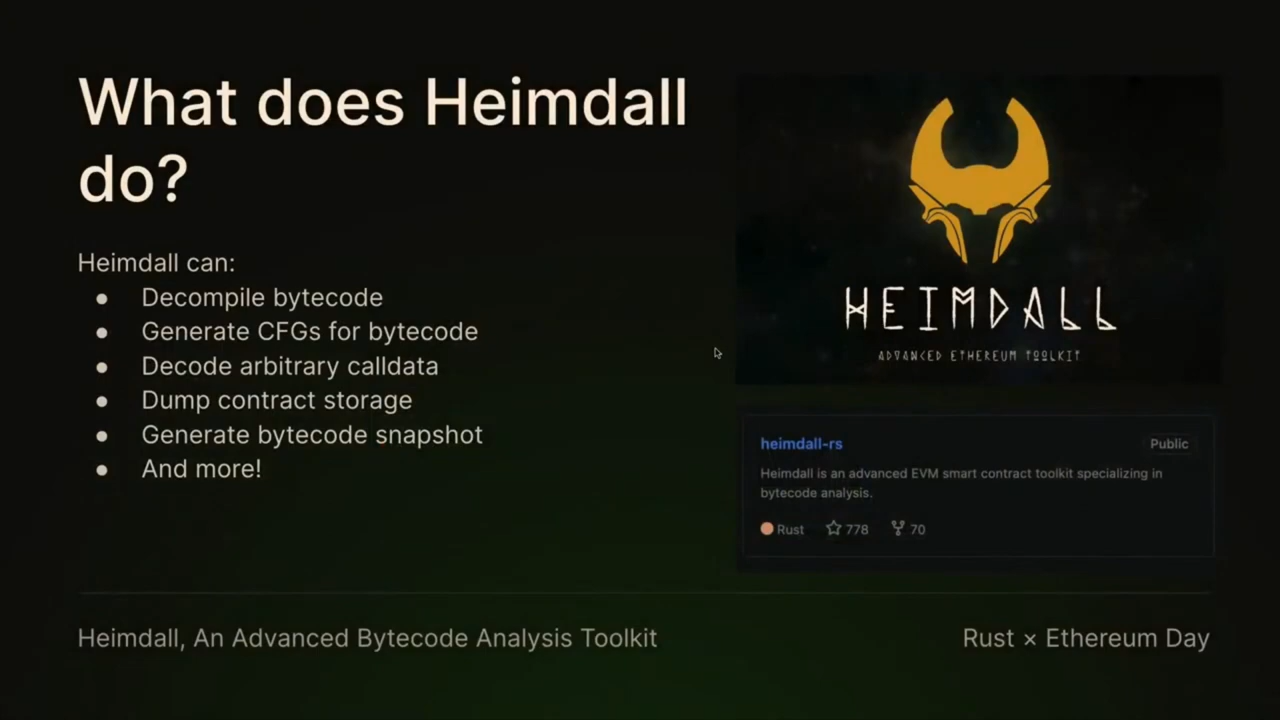 What does Heimdall
do?
Heimdall can:
● Decompile bytecode
● Generate CFGs for bytecode
● Decode arbitrary calldata
● Dump contract storage
● Generate bytecode snapshot
● And more!
HEIMDALL
ADVANCED ETHEREUM TOOLKIT
heimdall-rs
Public
Heimdall is an advanced EVM smart contract toolkit specializing in
bytecode analysis.
Rust 778 70
Heimdall, An Advanced Bytecode Analysis Toolkit
Rust × Ethereum Day